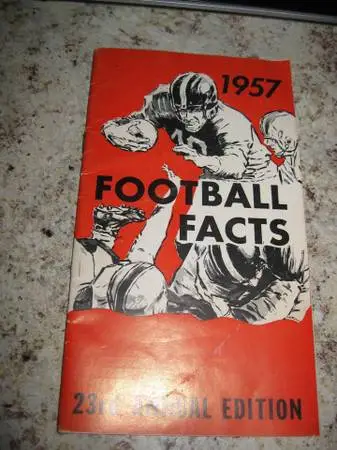 1957
FOOTBALL
FACTS
23RD ANNUAL EDITION